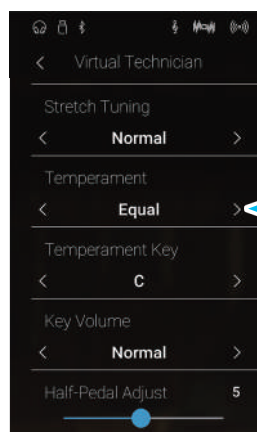 Virtual Technician
Stretch Tuning
Normal
Temperament
Equal
Temperament Key
C
Key Volume
Normal
Half-Pedal Adjust 5